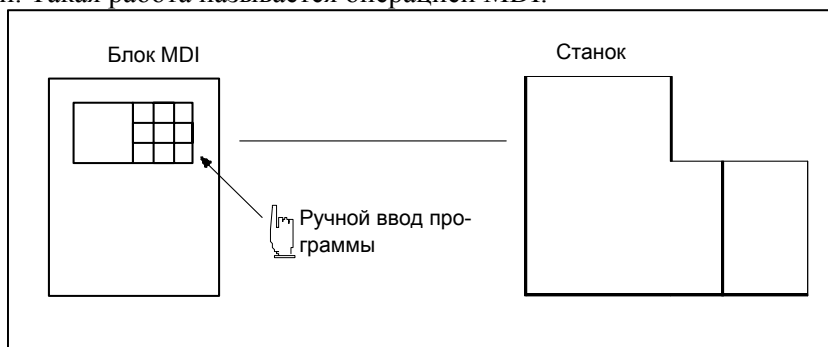 Такая работа называется операцией MDI.
Блок MDI
Станок
Ручной ввод про-
граммы